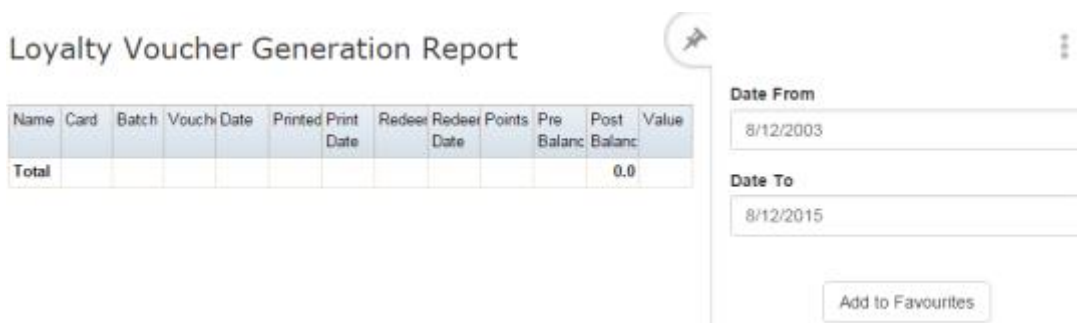 Loyalty Voucher Generation Report
Name Card Batch Vouch Date Printed Print Date Redeer Redeer Date Points Pre Balanc Post Balanc Value
Total 0.0
Date From
8/12/2003
Date To
8/12/2015
Add to Favourites